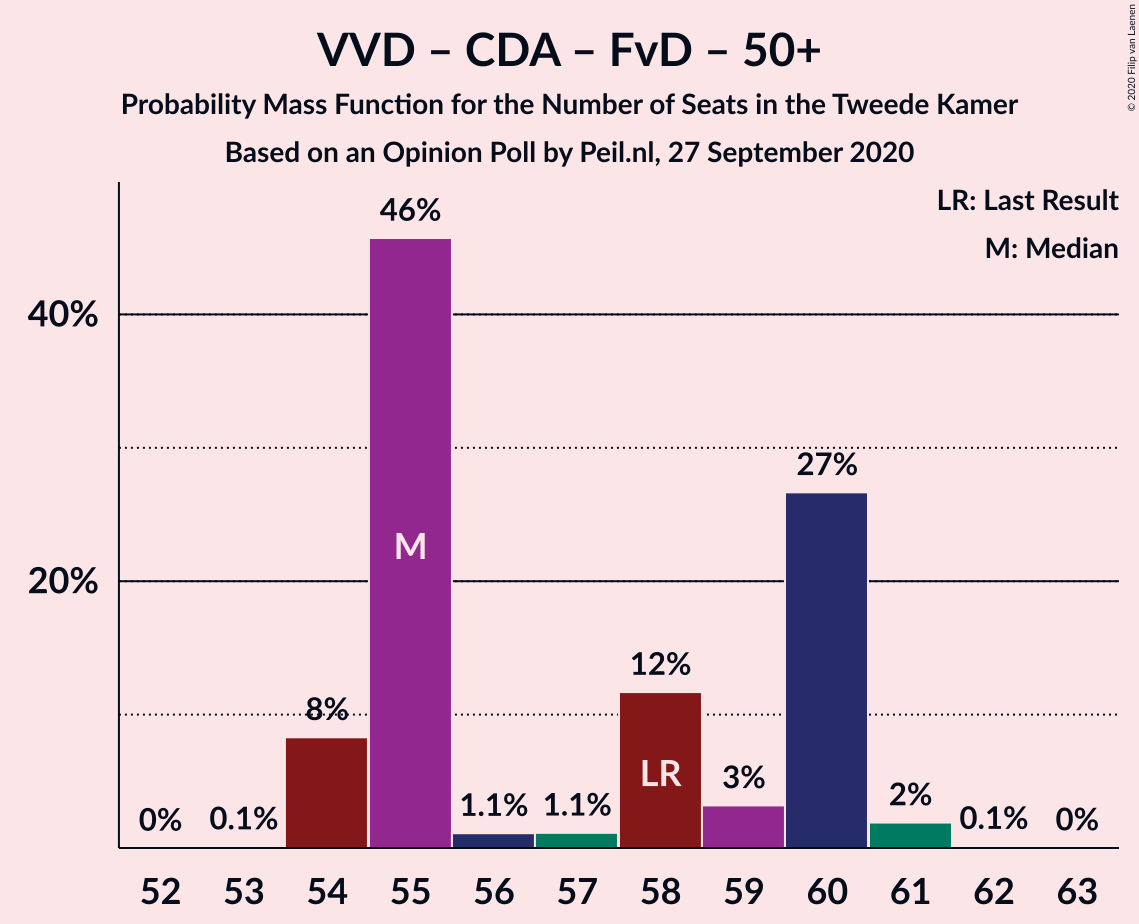 VVD – CDA – FvD – 50+
Probability Mass Function for the Number of Seats in the Tweede Kamer
Based on an Opinion Poll by Peil.nl, 27 September 2020
© 2020 Filip van Laenen
LR: Last Result
M: Median
46%
40%
27%
M
20%
12%
8%
LR
3%
2%
0%
0.1%
1.1%
1.1%
0.1%
0%
52 53 54 55 56 57 58 59 60 61 62 63